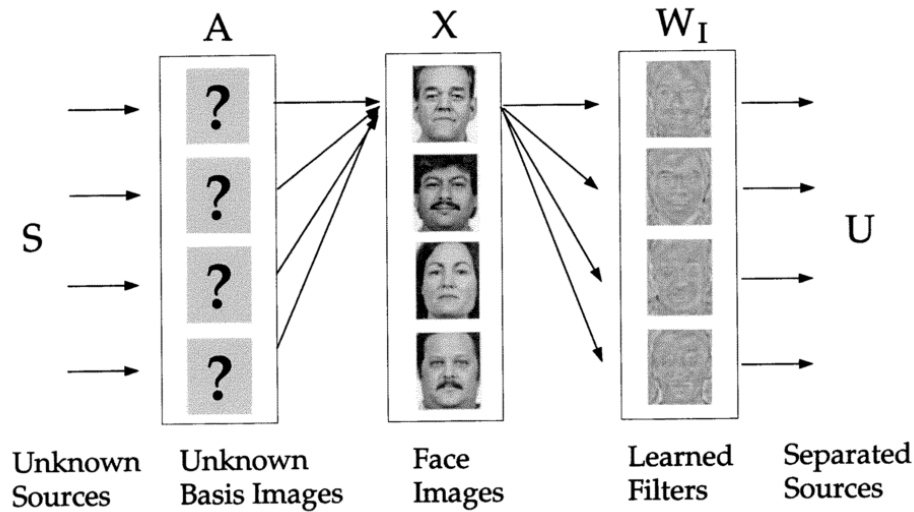 A
X
W_I
?
?
?
?
S
U
Unknown Sources
Unknown Basis Images
Face Images
Learned Filters
Separated Sources